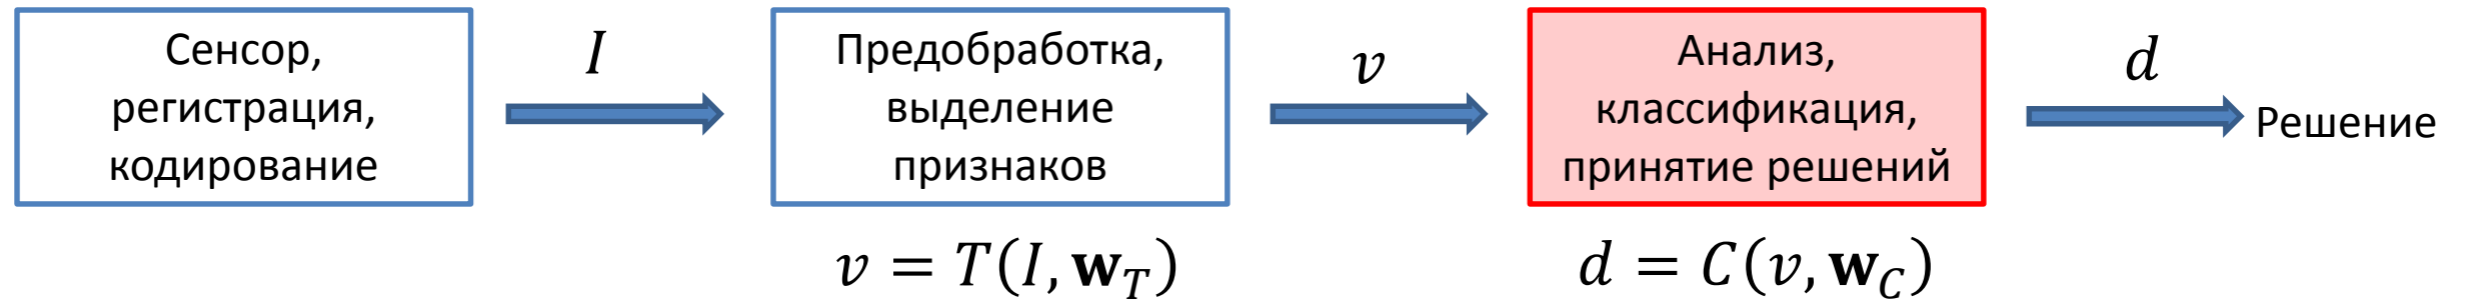 Сенсор,
регистрация,
кодирование
I
Предобработка,
выделение
признаков
v = T(I, w_T)
v
Анализ,
классификация,
принятие решений
d = C(v, w_C)
d
Решение